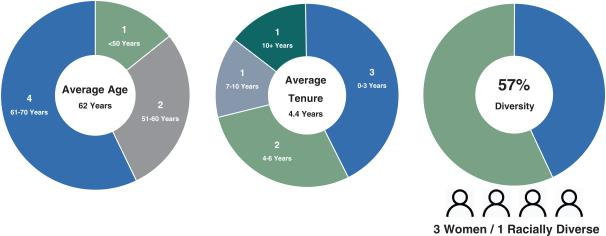 1
<50 Years
4
61-70 Years
Average Age
62 Years
2
51-60 Years
1
10+ Years
1
7-10 Years
Average
Tenure
4.4 Years
3
0-3 Years
2
4-6 Years
57%
Diversity
3 Women / 1 Racially Diverse